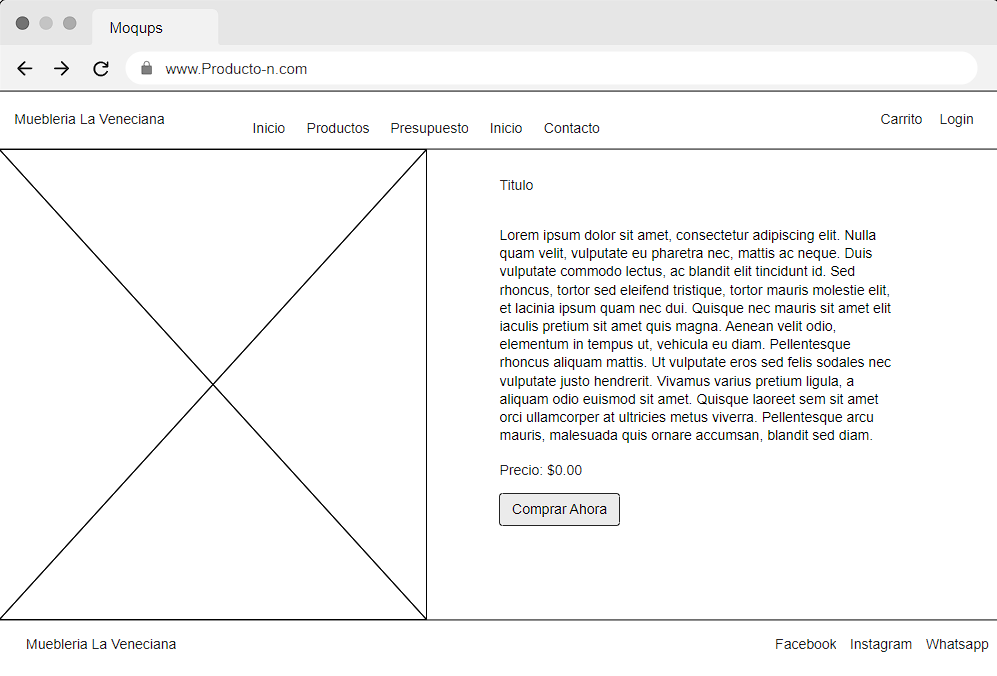 Moqups
www.Producto-n.com
Muebleria La Veneciana
Inicio Productos Presupuesto Inicio Contacto
Carrito Login
Titulo
Lorem ipsum dolor sit amet, consectetur adipiscing elit. Nulla
quam velit, vulputate eu pharetra nec, mattis ac neque. Duis
vulputate commodo lectus, ac blandit elit tincidunt id. Sed
rhoncus, tortor sed eleifend tristique, tortor mauris molestie elit,
et lacinia ipsum quam nec dui. Quisque nec mauris sit amet elit
iaculis pretium sit amet quis magna. Aenean velit odio,
elementum in tempus ut, vehicula eu diam. Pellentesque
rhoncus aliquam mattis. Ut vulputate eros sed felis sodales nec
vulputate justo hendrerit. Vivamus varius pretium ligula, a
aliquam odio euismod sit amet. Quisque laoreet sem sit amet
orci ullamcorper at ultricies metus viverra. Pellentesque arcu
mauris, malesuada quis ornare accumsan, blandit sed diam.
Precio: $0.00
Comprar Ahora
Muebleria La Veneciana
Facebook Instagram Whatsapp